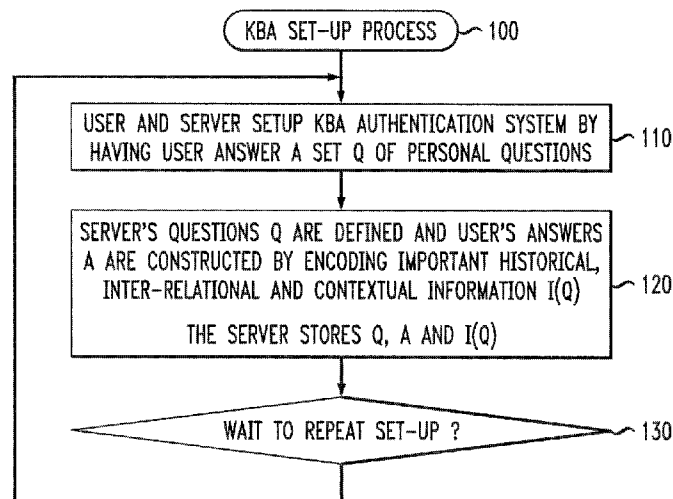 KBA SET-UP PROCESS
100
USER AND SERVER SETUP KBA AUTHENTICATION SYSTEM BY
HAVING USER ANSWER A SET Q OF PERSONAL QUESTIONS
110
SERVER'S QUESTIONS Q ARE DEFINED AND USER'S ANSWERS
A ARE CONSTRUCTED BY ENCODING IMPORTANT HISTORICAL,
INTER-RELATIONAL AND CONTEXTUAL INFORMATION I(Q)
THE SERVER STORES Q, A AND I(Q)
120
WAIT TO REPEAT SET-UP ?
130